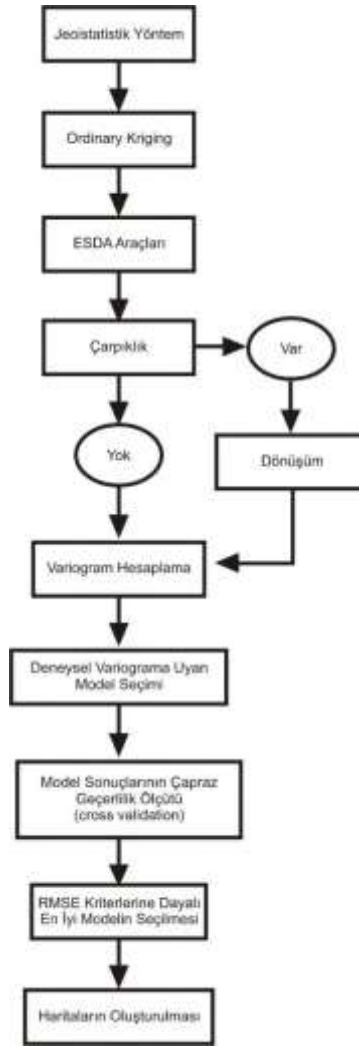 Jeoistatistik Yöntem
Ordinary Kriging
ESDA Araçları
Çarpıklık
Var
Yok
Dönüşüm
Variogram Hesaplama
Deneysel Variograma Uyan
Model Seçimi
Model Sonuçlarının Çapraz
Geçerlilik Ölçütü
(cross validation)
RMSE Kriterlerine Dayalı
En İyi Modelin Seçilmesi
Haritaların Oluşturulması